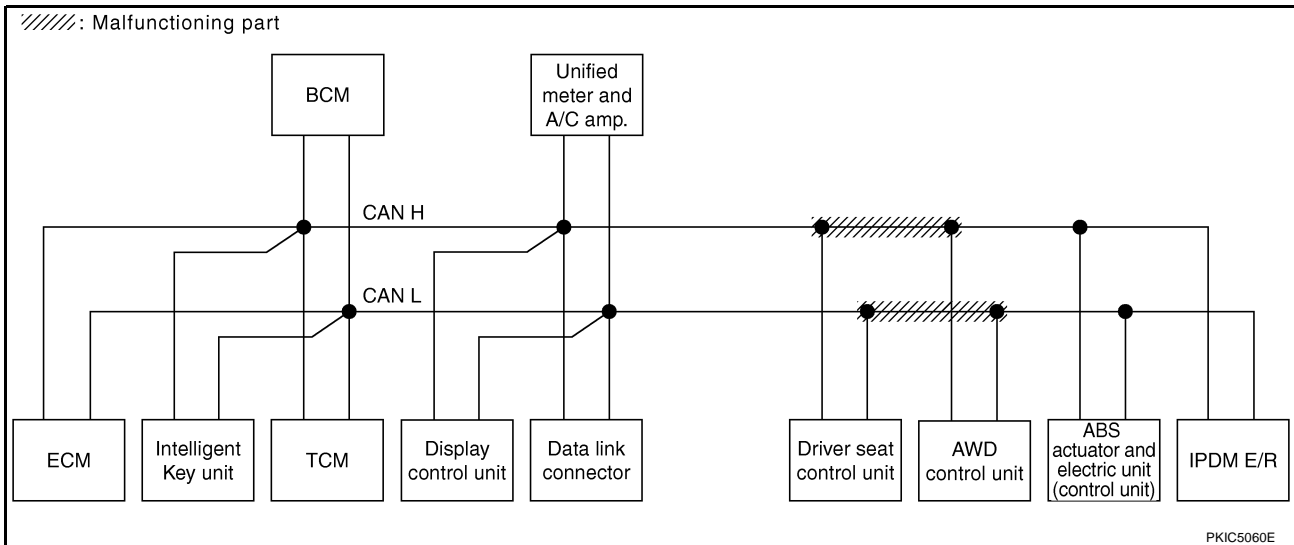 : Malfunctioning part
BCM
Unified
meter and
A/C amp.
CAN H
CAN L
ECM
Intelligent
Key unit
TCM
Display
control unit
Data link
connector
Driver seat
control unit
AWD
control unit
ABS
actuator and
electric unit
(control unit)
IPDM E/R
PKIC5060E